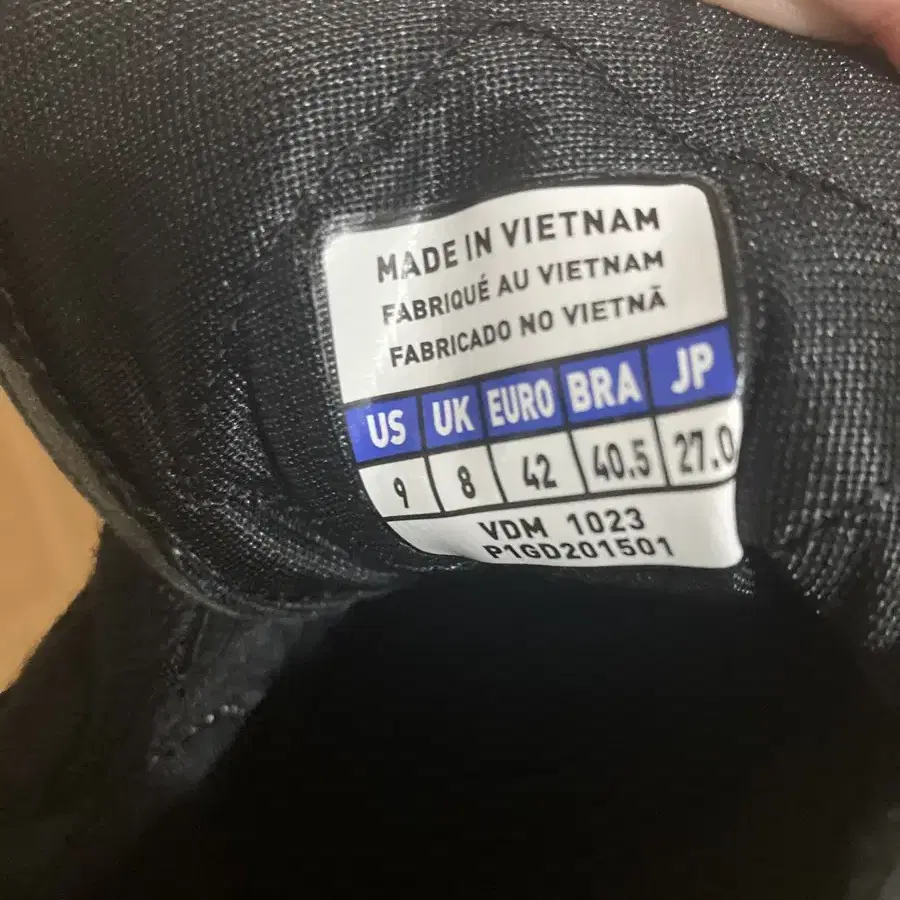 MADE IN VIETNAM
FABRIQUÉ AU VIETNAM
FABRICADO NO VIETNÃ
US UK EURO BRA JP
9 8 42 40.5 27.0
VDM 1023
P1GD201501